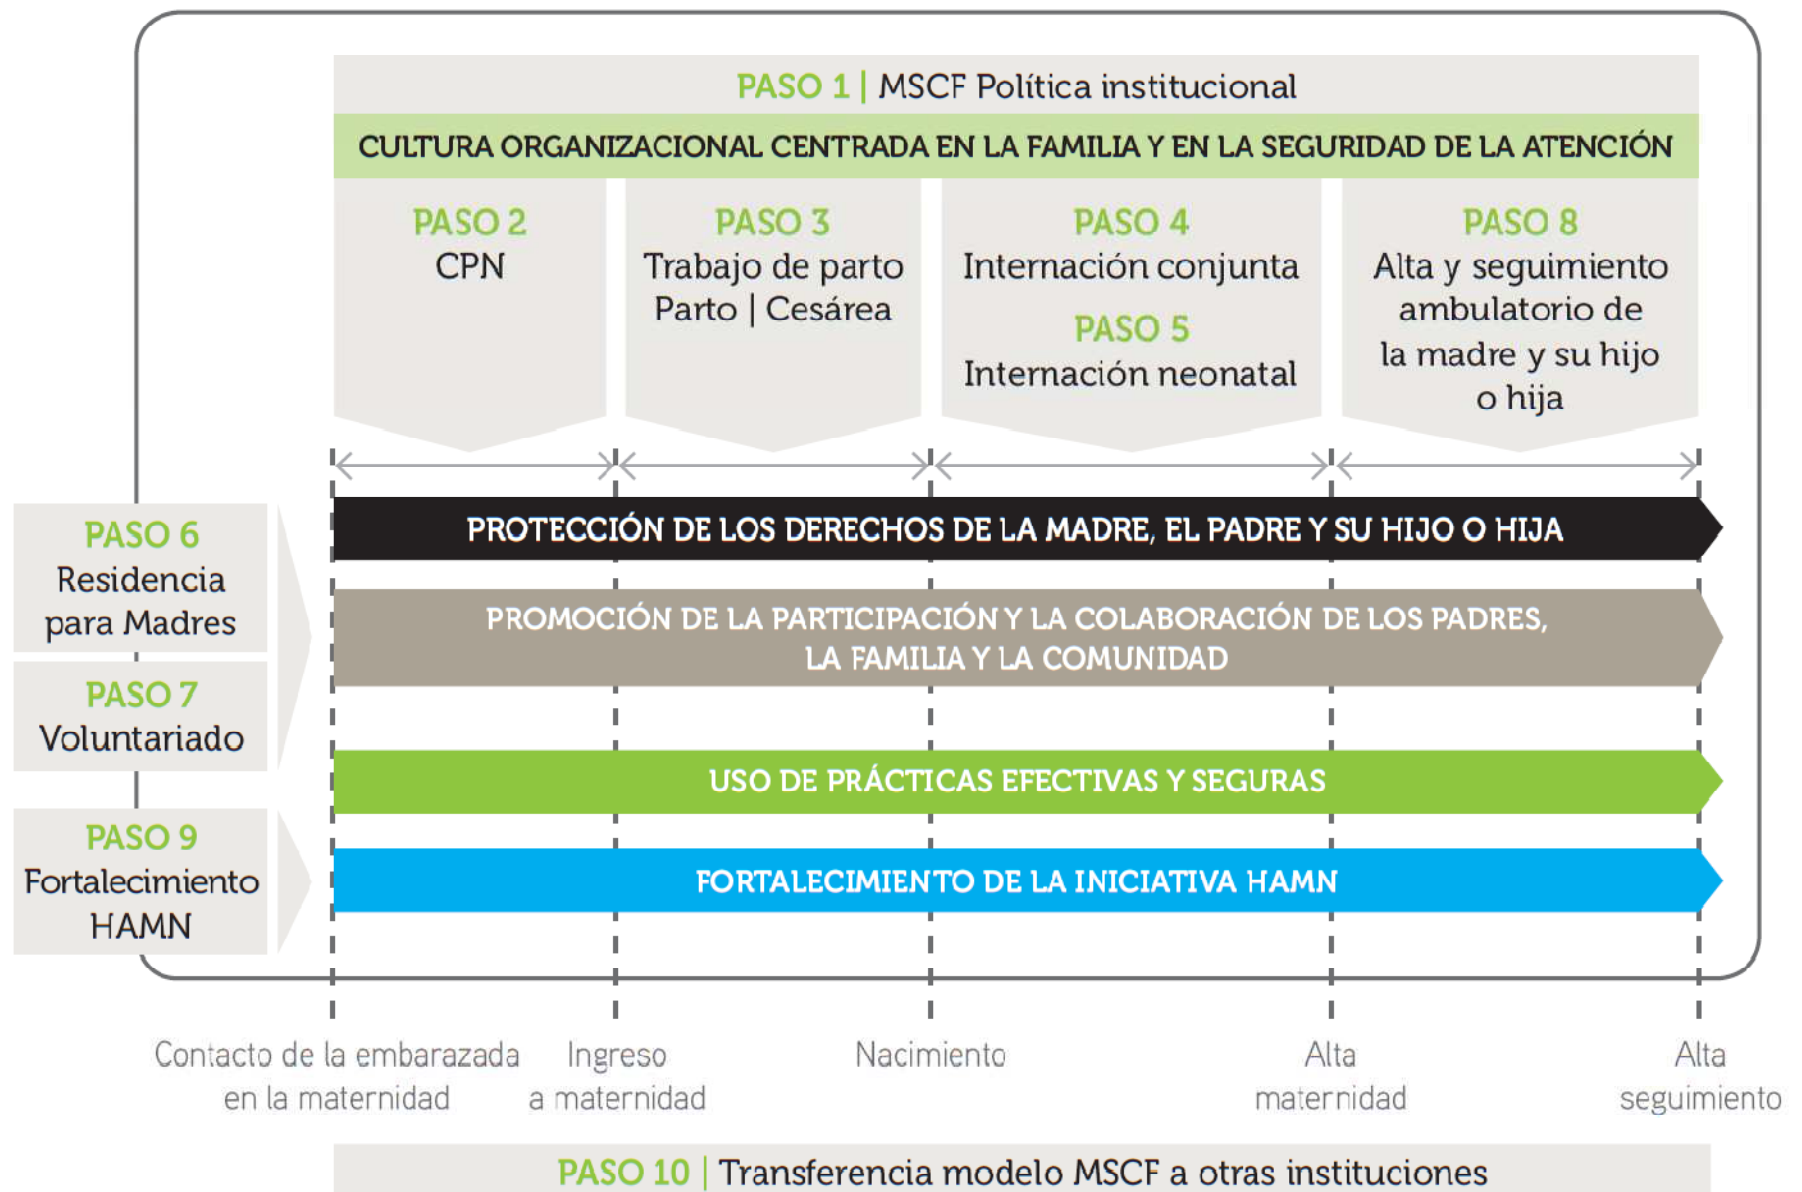 PASO 1 | MSCF Política institucional
CULTURA ORGANIZACIONAL CENTRADA EN LA FAMILIA Y EN LA SEGURIDAD DE LA ATENCIÓN
PASO 2
CPN
PASO 3
Trabajo de parto
Parto | Cesárea
PASO 4
Internación conjunta
PASO 5
Internación neonatal
PASO 8
Alta y seguimiento
ambulatorio de
la madre y su hijo
o hija
PASO 6
Residencia
para Madres
PASO 7
Voluntariado
PASO 9
Fortalecimiento
HAMN
PROTECCIÓN DE LOS DERECHOS DE LA MADRE, EL PADRE Y SU HIJO O HIJA
PROMOCIÓN DE LA PARTICIPACIÓN Y LA COLABORACIÓN DE LOS PADRES,
LA FAMILIA Y LA COMUNIDAD
USO DE PRÁCTICAS EFECTIVAS Y SEGURAS
FORTALECIMIENTO DE LA INICIATIVA HAMN
Contacto de la embarazada
en la maternidad
Ingreso
a maternidad
Nacimiento
Alta
maternidad
Alta
seguimiento
PASO 10 | Transferencia modelo MSCF a otras instituciones